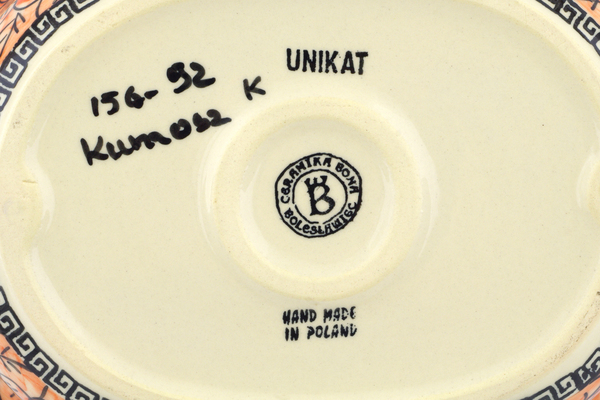 UNIKAT
156-92
Kumosz K
CERAMIKA BONA
B
BOLESŁAWIEC
HAND MADE
IN POLAND